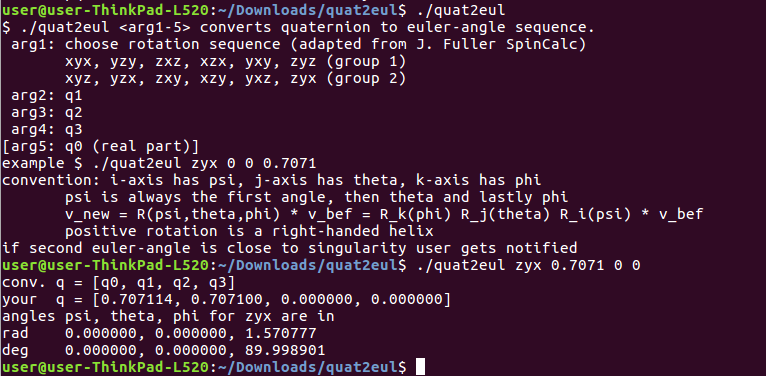 user@user-ThinkPad-L520:~/Downloads/quat2eul$ ./quat2eul
$ ./quat2eul <arg1-5> converts quaternion to euler-angle sequence.
arg1: choose rotation sequence (adapted from J. Fuller SpinCalc)
xyx, yzy, zxz, xzx, yxy, zyz (group 1)
xyz, yzx, zxy, xzy, yxz, zyx (group 2)
arg2: q1
arg3: q2
arg4: q3
[arg5: q0 (real part)]
example $ ./quat2eul zyx 0 0 0.7071
convention: i-axis has psi, j-axis has theta, k-axis has phi
psi is always the first angle, then theta and lastly phi
v_new = R(psi,theta,phi) * v_bef = R_k(phi) R_j(theta) R_i(psi) * v_bef
positive rotation is a right-handed helix
if second euler-angle is close to singularity user gets notified
user@user-ThinkPad-L520:~/Downloads/quat2eul$ ./quat2eul zyx 0.7071 0 0
conv. q = [q0, q1, q2, q3]
your  q = [0.707114, 0.707100, 0.000000, 0.000000]
angles psi, theta, phi for zyx are in
rad    0.000000, 0.000000, 1.570777
deg    0.000000, 0.000000, 89.998901
user@user-ThinkPad-L520:~/Downloads/quat2eul$